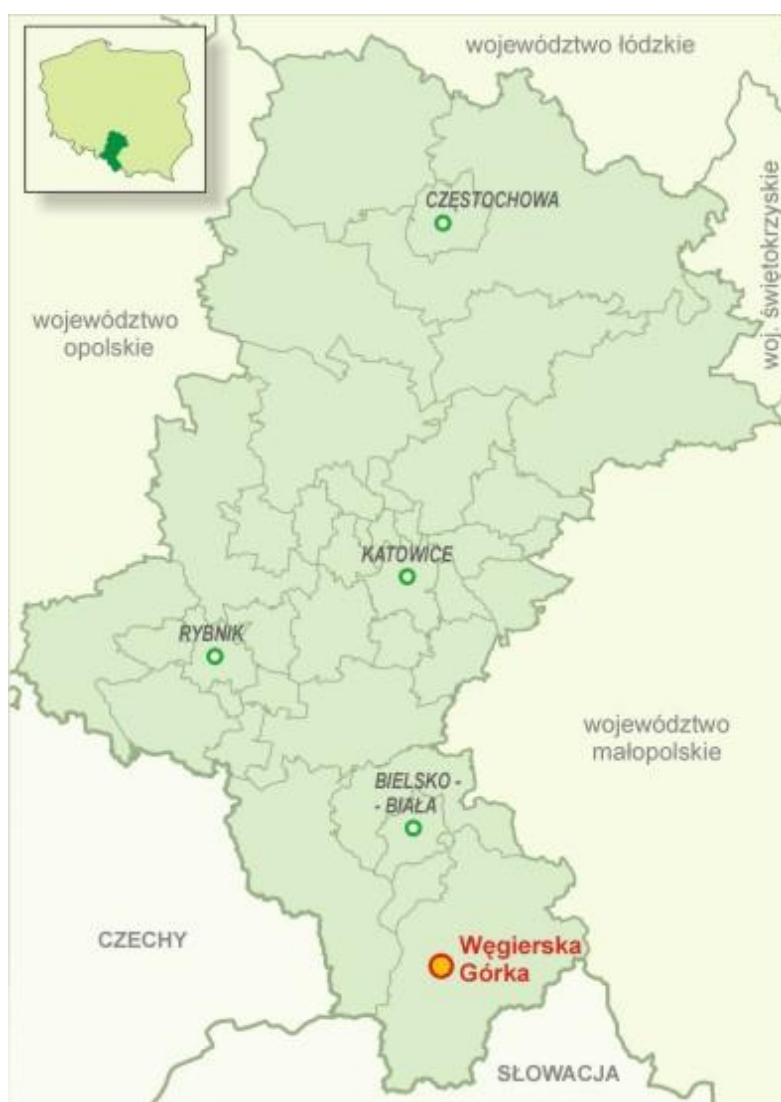 województwo łódzkie
CZĘSTOCHOWA
woj. świętokrzyskie
województwo
opolskie
KATOWICE
RYBNIK
województwo
małopolskie
BIELSKO -
- BIAŁA
CZECHY
Węgierska
Górka
SŁOWACJA